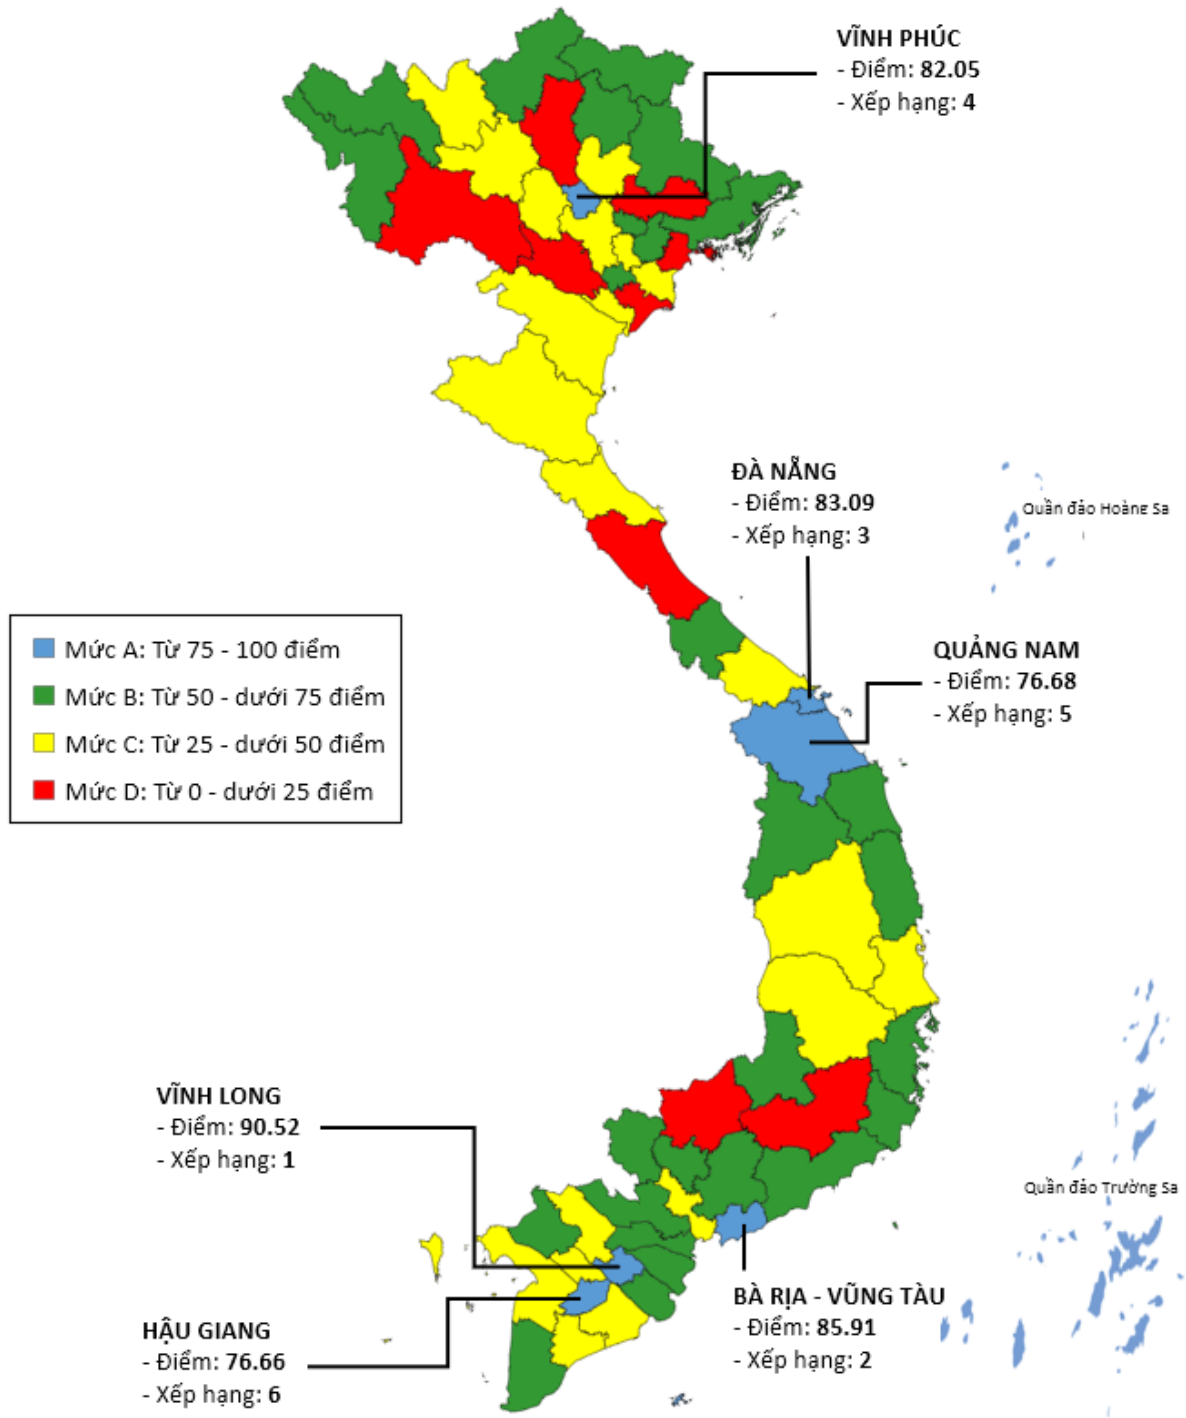 VĨNH PHÚC
- Điểm: 82.05
- Xếp hạng: 4
ĐÀ NẴNG
- Điểm: 83.09
- Xếp hạng: 3
Quần đảo Hoàng Sa
QUẢNG NAM
- Điểm: 76.68
- Xếp hạng: 5
Mức A: Từ 75 - 100 điểm
Mức B: Từ 50 - dưới 75 điểm
Mức C: Từ 25 - dưới 50 điểm
Mức D: Từ 0 - dưới 25 điểm
VĨNH LONG
- Điểm: 90.52
- Xếp hạng: 1
Quần đảo Trường Sa
BÀ RỊA - VŨNG TÀU
- Điểm: 85.91
- Xếp hạng: 2
HẬU GIANG
- Điểm: 76.66
- Xếp hạng: 6